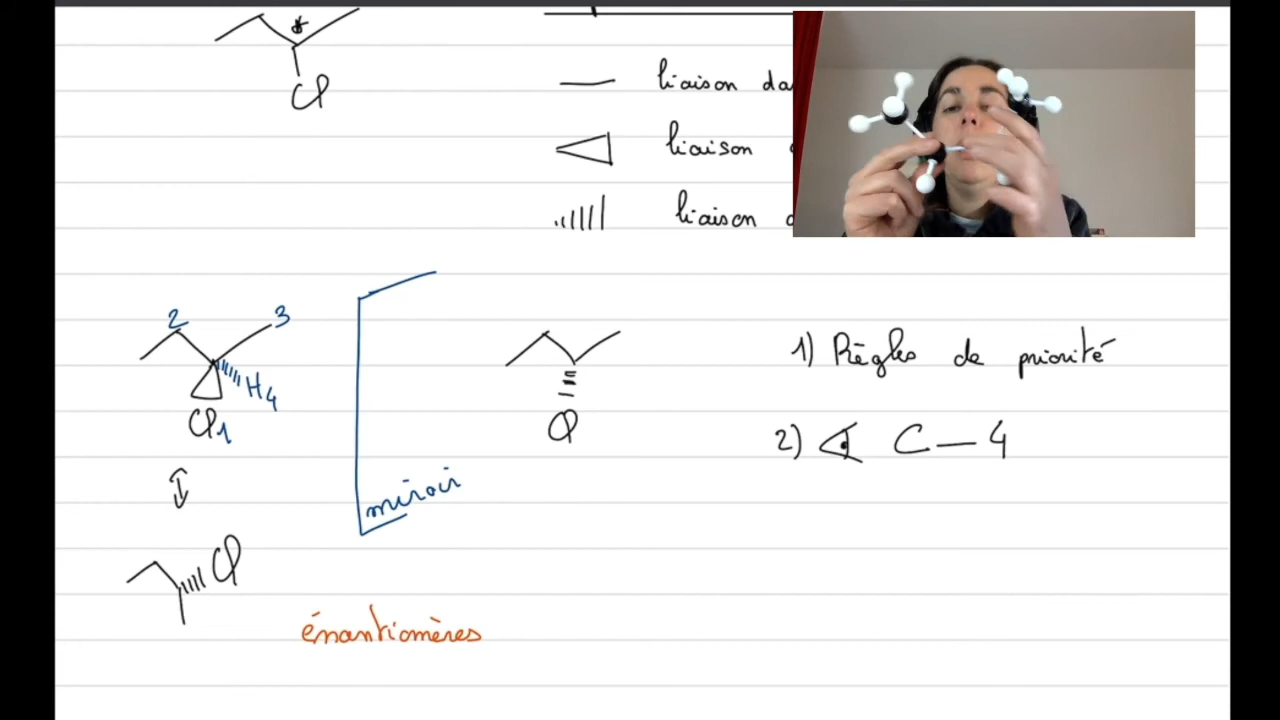 *
Cl
liaison da
liaison
liaison d
2 3
H4
Cl1
miroir
Cl
1) Règles de priorité
2) C — 4
Cl
énantiomères